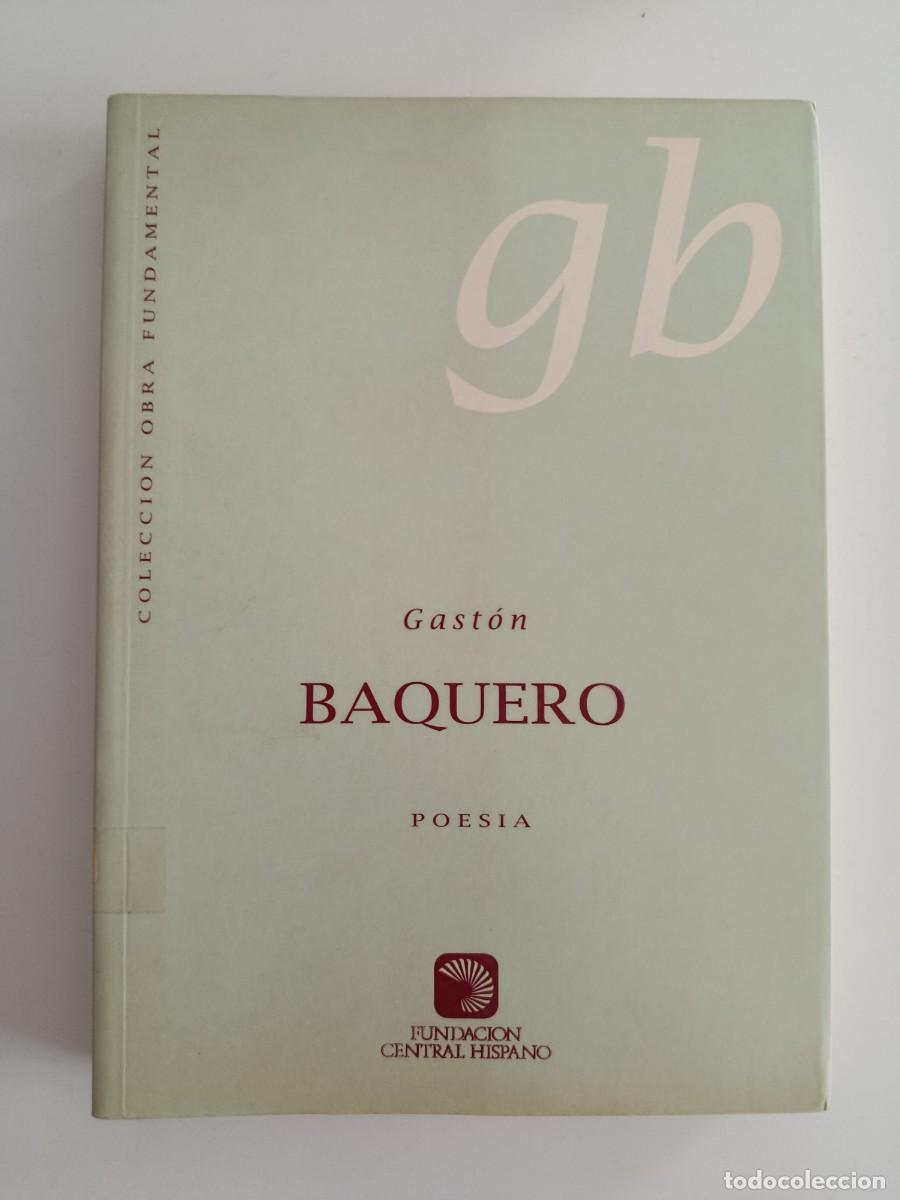 COLECCION OBRA FUNDAMENTAL
gb
Gastón
BAQUERO
POESIA
FUNDACION
CENTRAL HISPANO
todocoleccion